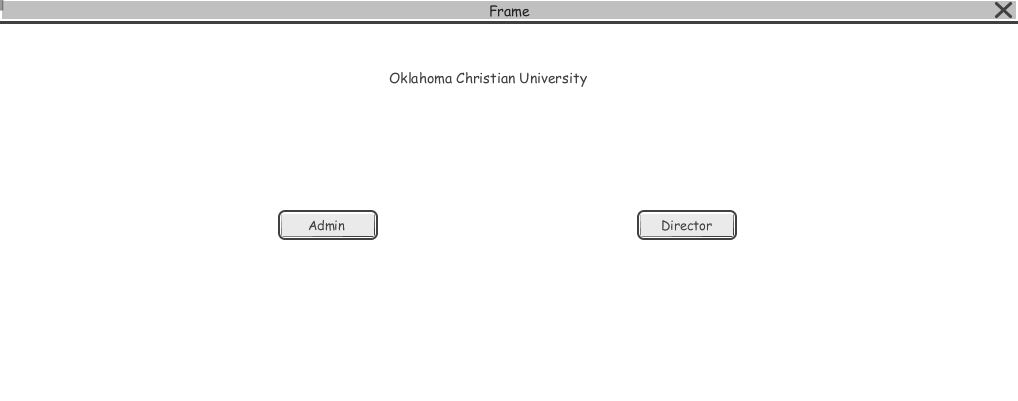 Frame
Oklahoma Christian University
Admin
Director